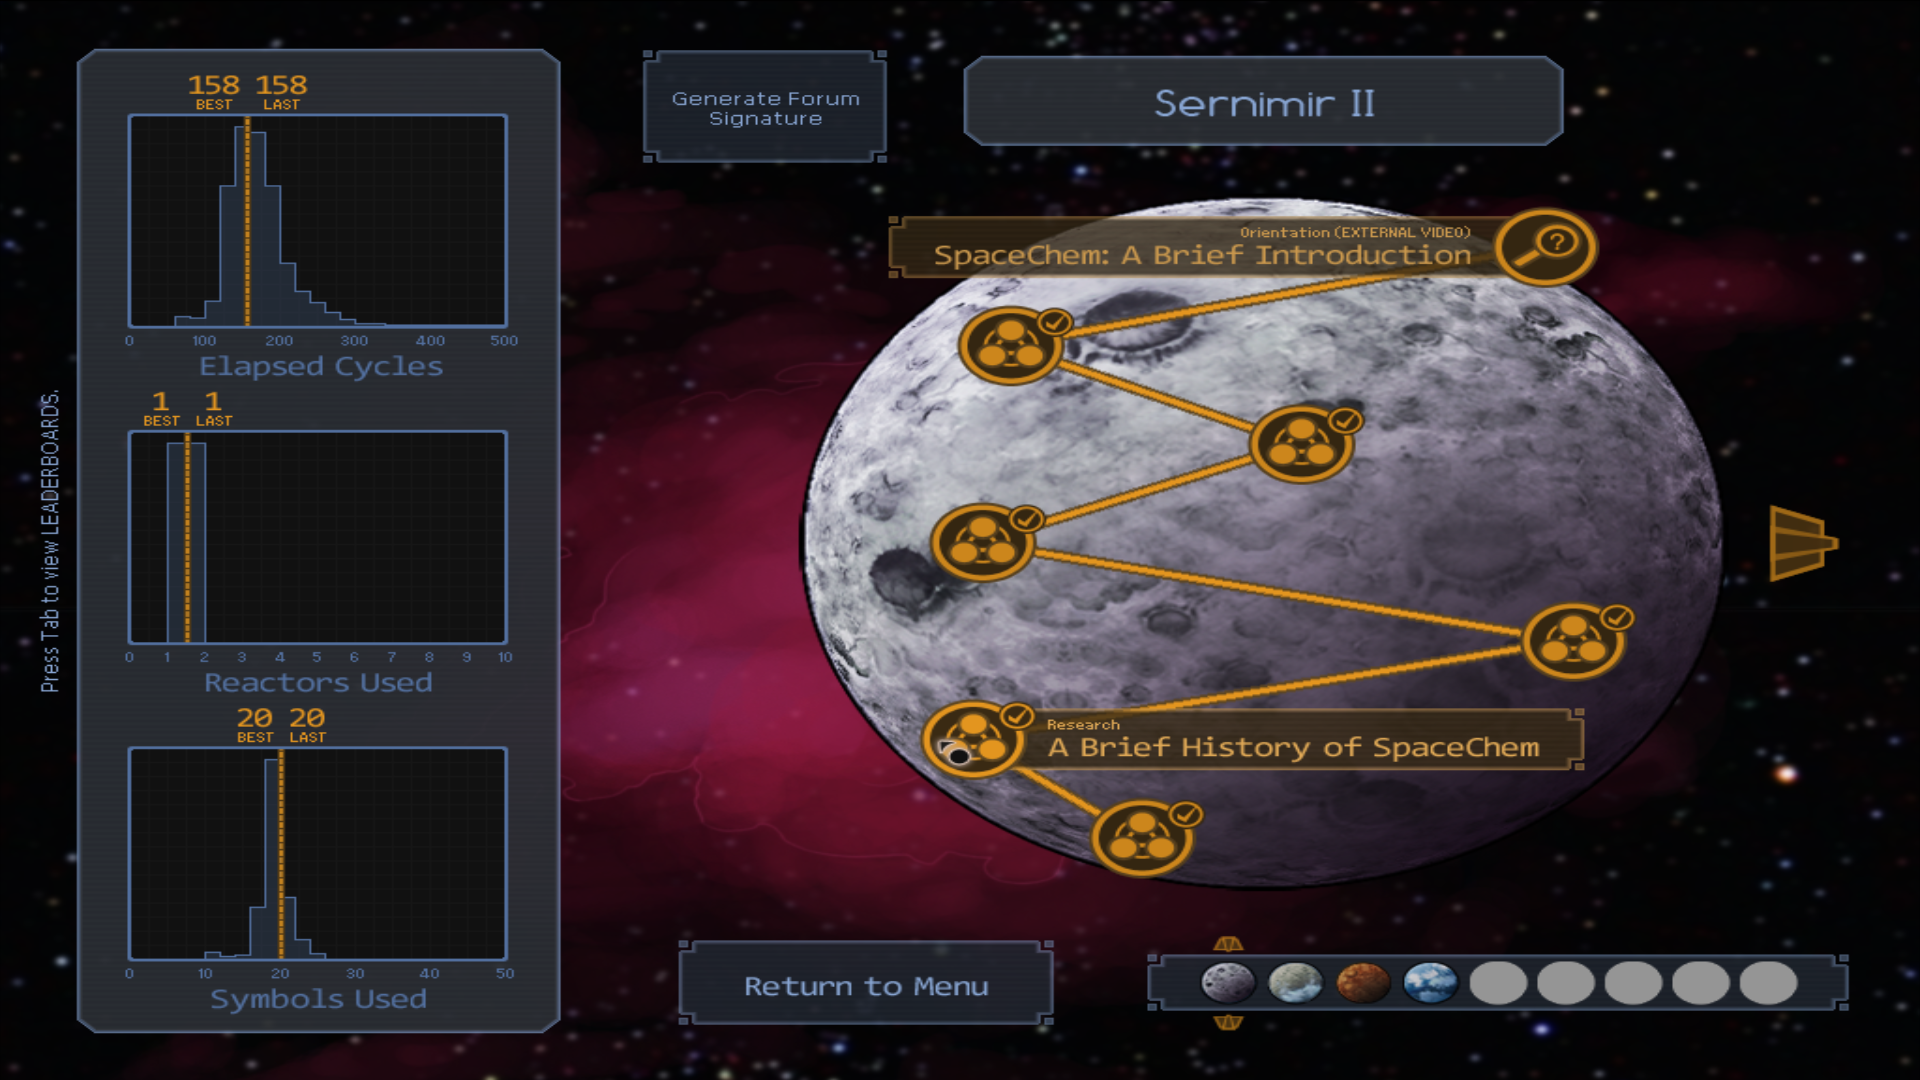 Press Tab to view LEADERBOARDS.
158 158
BEST LAST
0 100 200 300 400 500
Elapsed Cycles
1 1
BEST LAST
0 1 2 3 4 5 6 7 8 9 10
Reactors Used
20 20
BEST LAST
0 10 20 30 40 50
Symbols Used
Generate Forum
Signature
Sernimir II
Orientation (EXTERNAL VIDEO)
SpaceChem: A Brief Introduction
?
Research
A Brief History of SpaceChem
Return to Menu